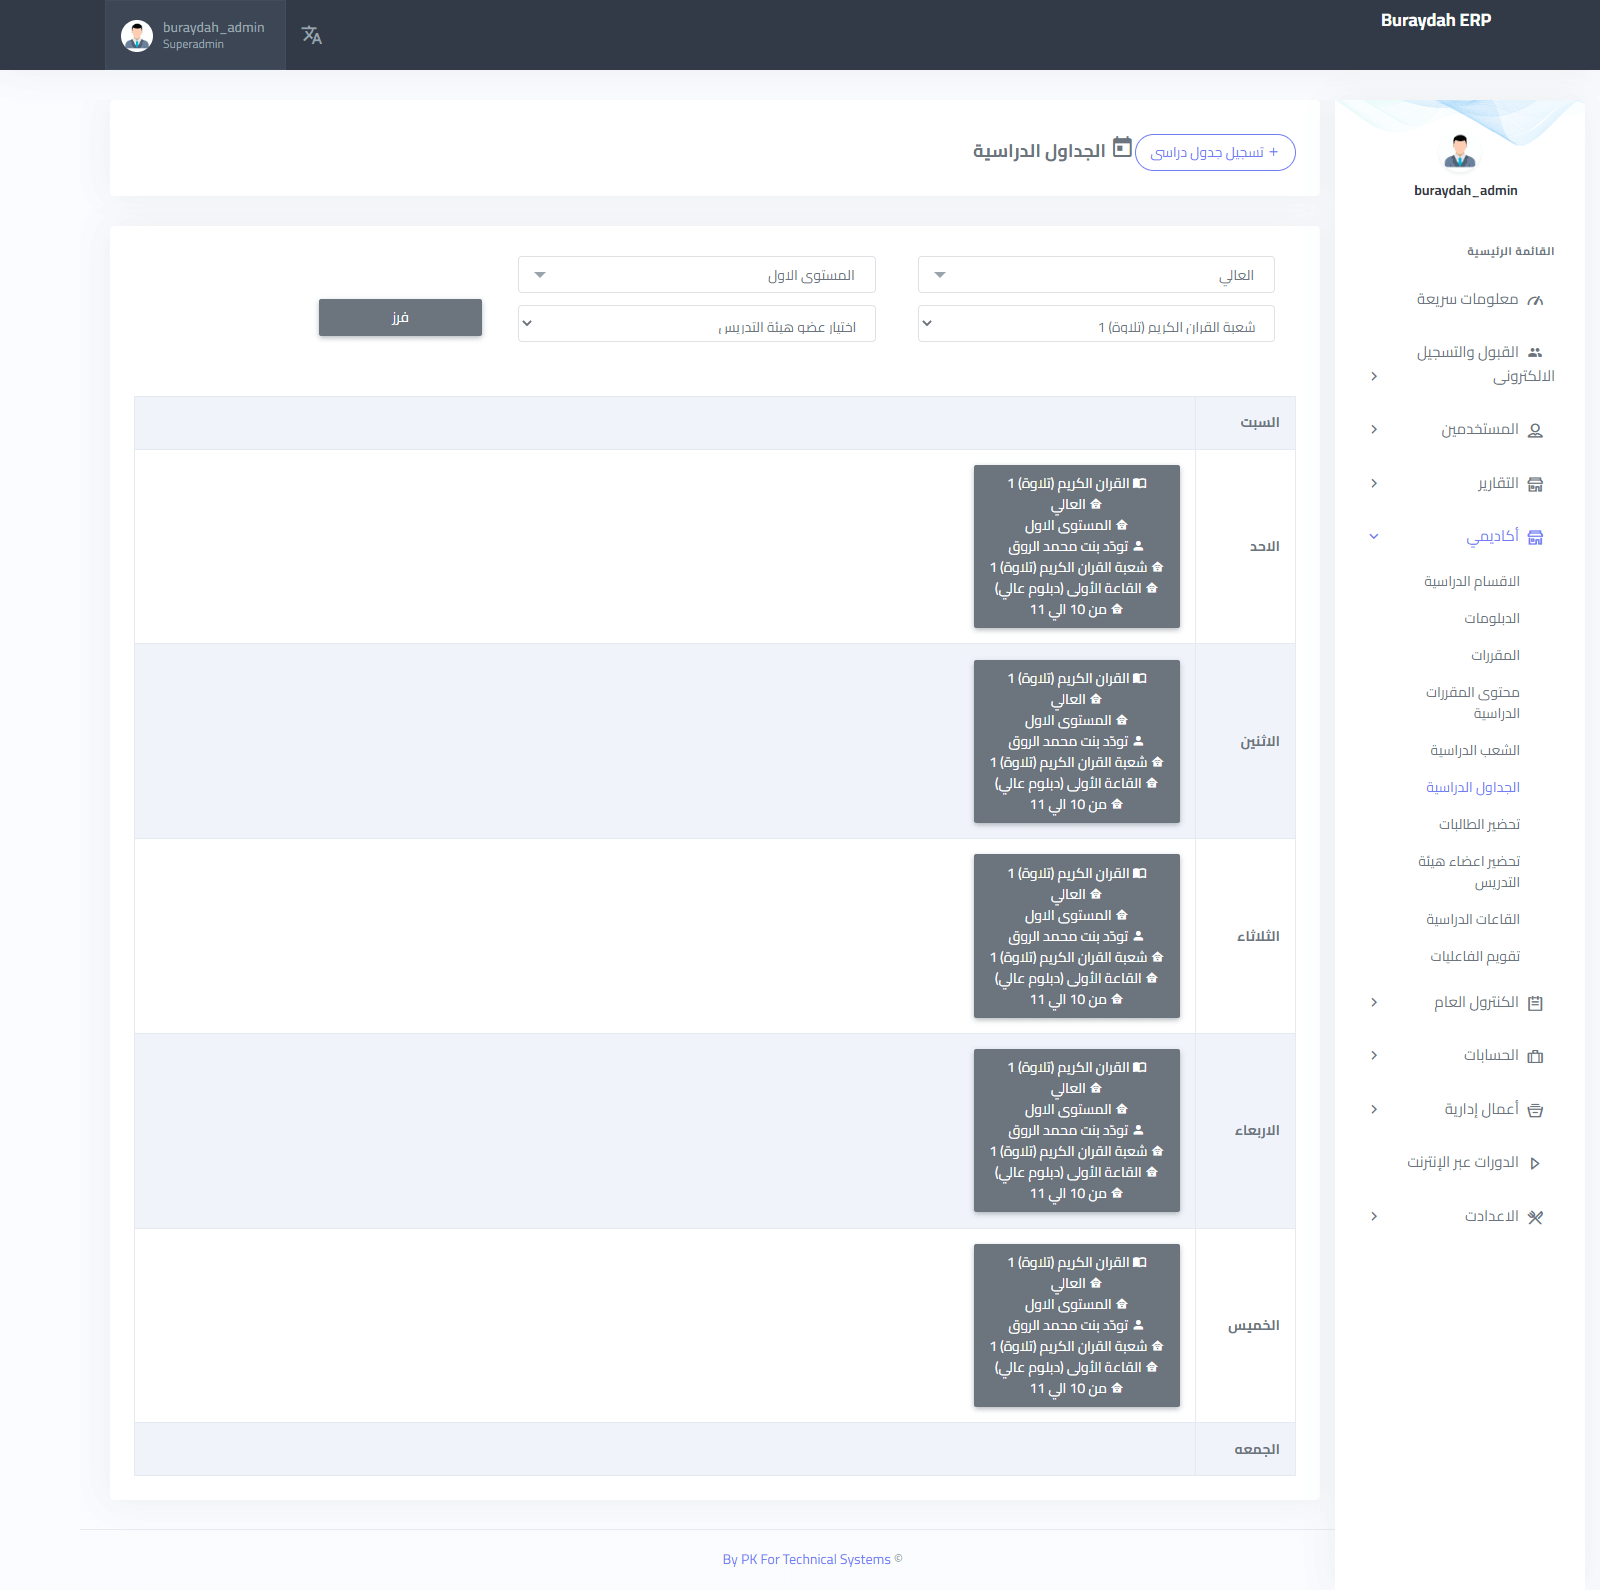 Buraydah ERP
buraydah_admin
Superadmin
buraydah_admin
القائمة الرئيسية
معلومات سريعة
القبول والتسجيل
الالكترونى
المستخدمين
التقارير
أكاديمي
الاقسام الدراسية
الدبلومات
المقررات
محتوى المقررات
الدراسية
الشعب الدراسية
الجداول الدراسية
تحضير الطالبات
تحضير اعضاء هيئة
التدريس
القاعات الدراسية
تقويم الفاعليات
الكنترول العام
الحسابات
أعمال إدارية
الدورات عبر الإنترنت
الاعدادت
+ تسجيل جدول دراسى
الجداول الدراسية
العالي
المستوى الاول
شعبة القران الكريم (تلاوة) 1
اختيار عضو هيئة التدريس
فرز
السبت
الاحد
القران الكريم (تلاوة) 1
العالي
المستوى الاول
تودّد بنت محمد الروق
شعبة القران الكريم (تلاوة) 1
القاعة الأولى (دبلوم عالي)
من 10 الي 11
الاثنين
القران الكريم (تلاوة) 1
العالي
المستوى الاول
تودّد بنت محمد الروق
شعبة القران الكريم (تلاوة) 1
القاعة الأولى (دبلوم عالي)
من 10 الي 11
الثلاثاء
القران الكريم (تلاوة) 1
العالي
المستوى الاول
تودّد بنت محمد الروق
شعبة القران الكريم (تلاوة) 1
القاعة الأولى (دبلوم عالي)
من 10 الي 11
الاربعاء
القران الكريم (تلاوة) 1
العالي
المستوى الاول
تودّد بنت محمد الروق
شعبة القران الكريم (تلاوة) 1
القاعة الأولى (دبلوم عالي)
من 10 الي 11
الخميس
القران الكريم (تلاوة) 1
العالي
المستوى الاول
تودّد بنت محمد الروق
شعبة القران الكريم (تلاوة) 1
القاعة الأولى (دبلوم عالي)
من 10 الي 11
الجمعه
By PK For Technical Systems ©